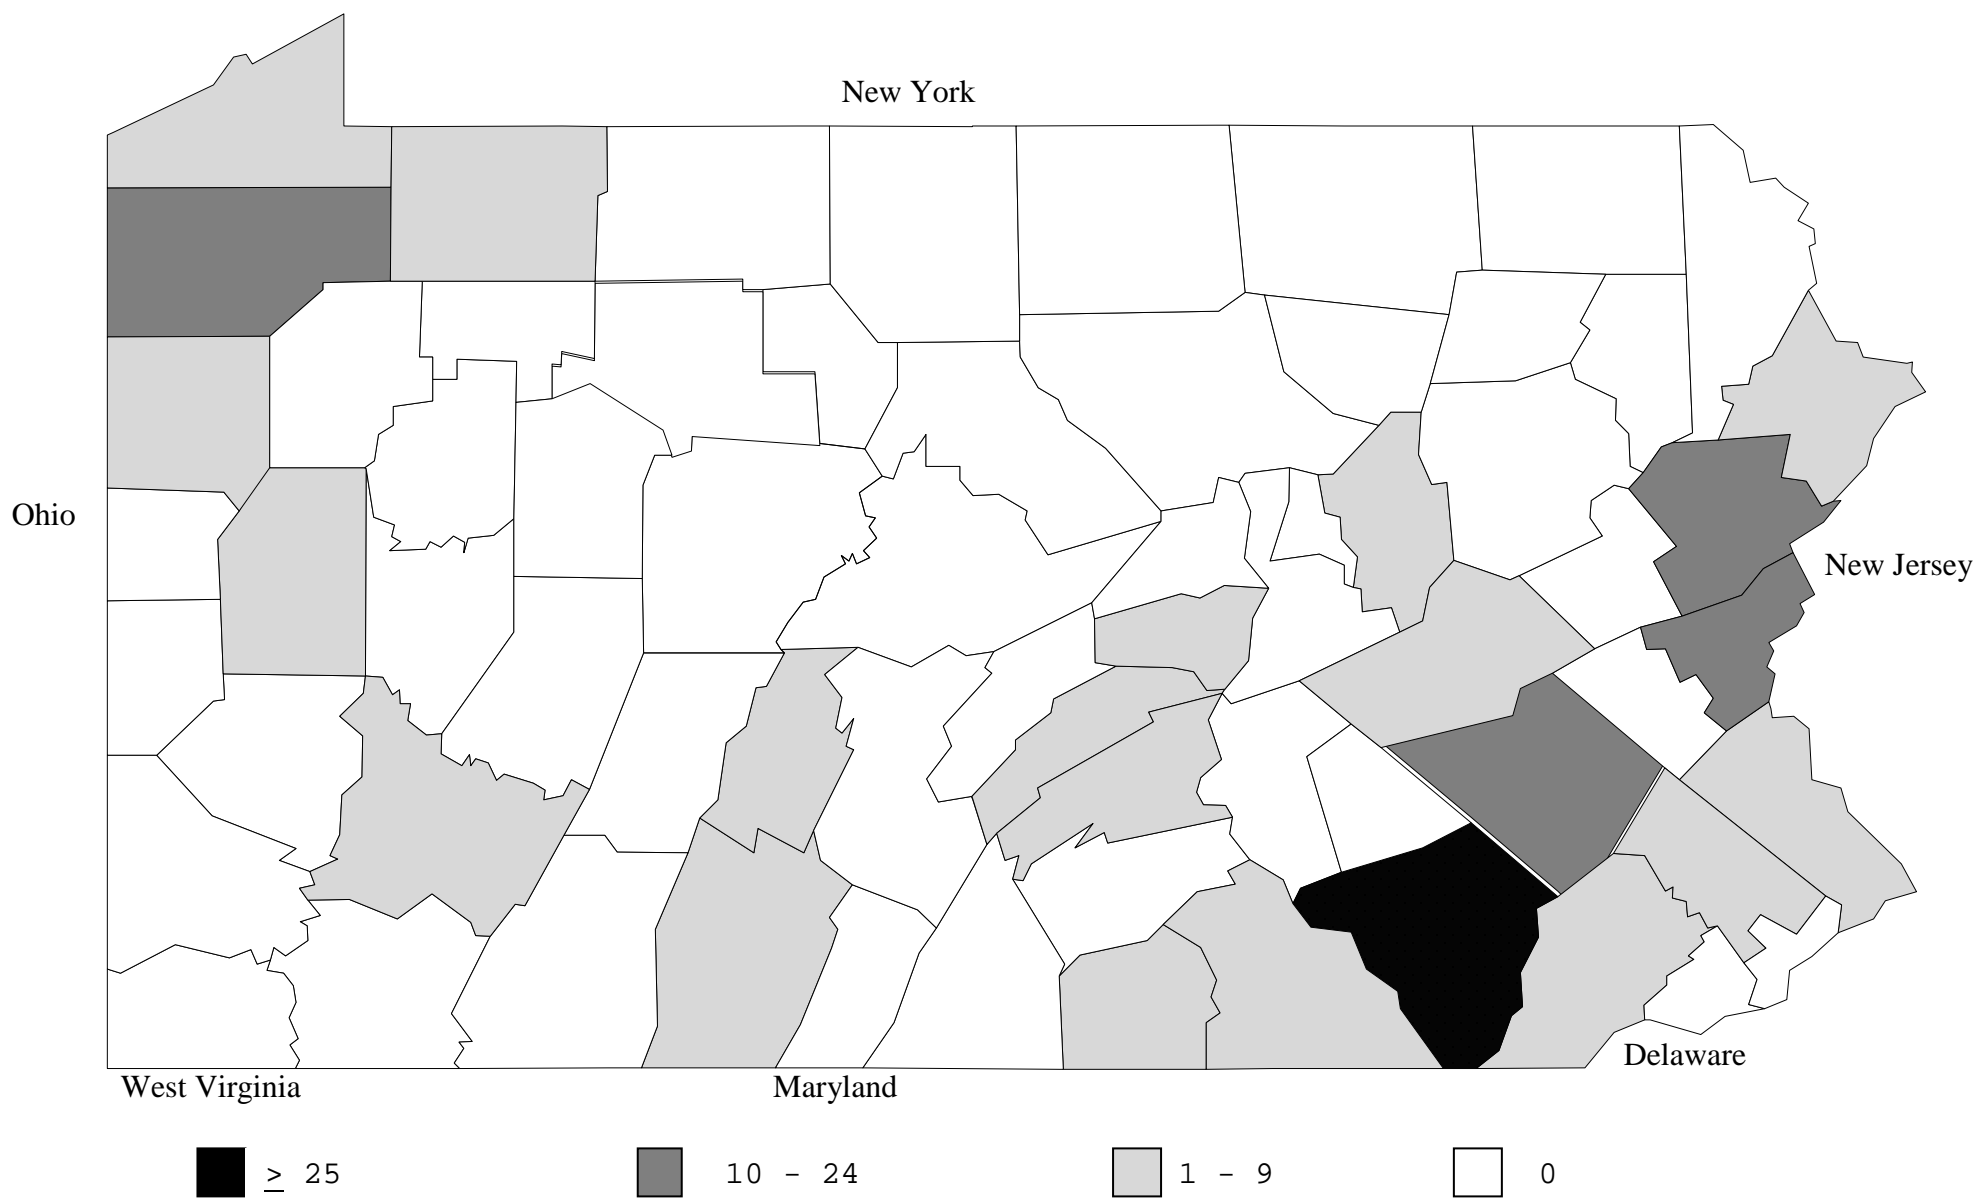 New York
Ohio
New Jersey
Delaware
West Virginia
Maryland
≥ 25
10 - 24
1 - 9
0